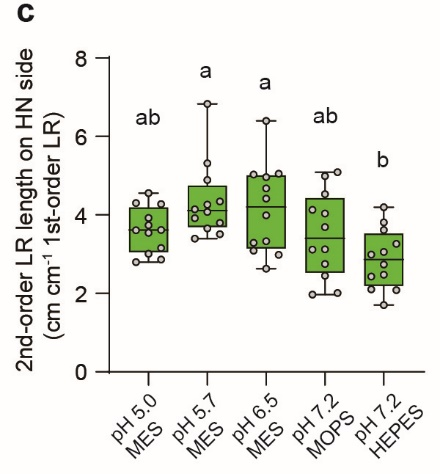 c
2nd-order LR length on HN side
(cm cm⁻¹ 1st-order LR)
8
6
4
2
0
ab
a
a
ab
b
pH 5.0
MES
pH 5.7
MES
pH 6.5
MES
pH 7.2
MOPS
pH 7.2
HEPES